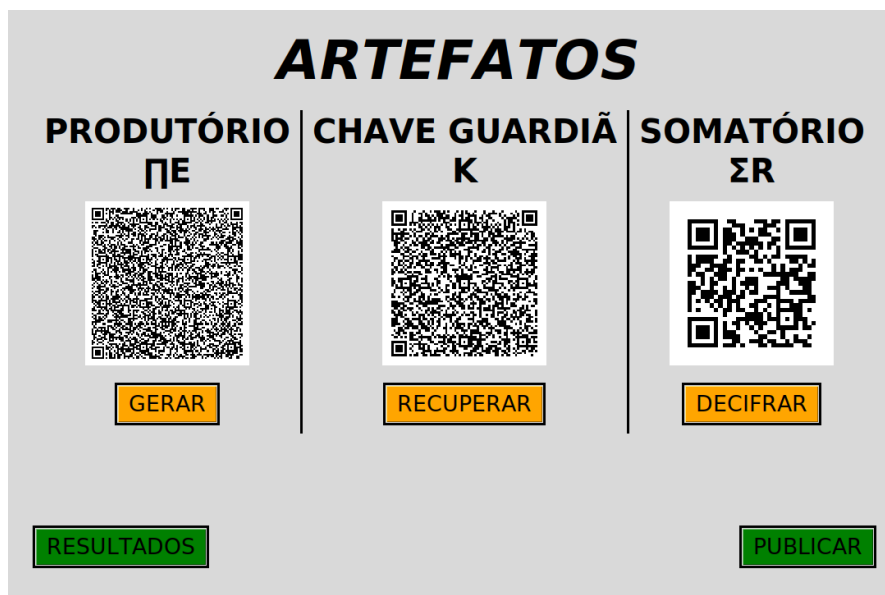 ARTEFATOS
PRODUTÓRIO
∏E
GERAR
CHAVE GUARDIÃ
K
RECUPERAR
SOMATÓRIO
ΣR
DECIFRAR
RESULTADOS
PUBLICAR